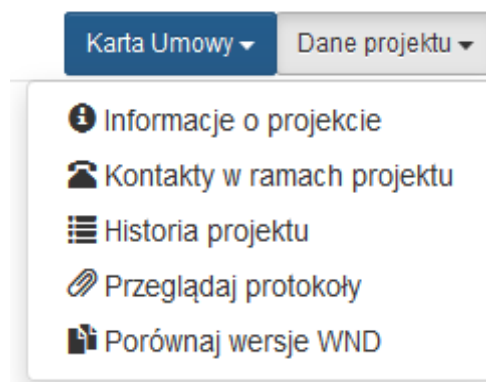 Karta Umowy Dane projektu
Informacje o projekcie
Kontakty w ramach projektu
Historia projektu
Przeglądaj protokoły
Porównaj wersje WND